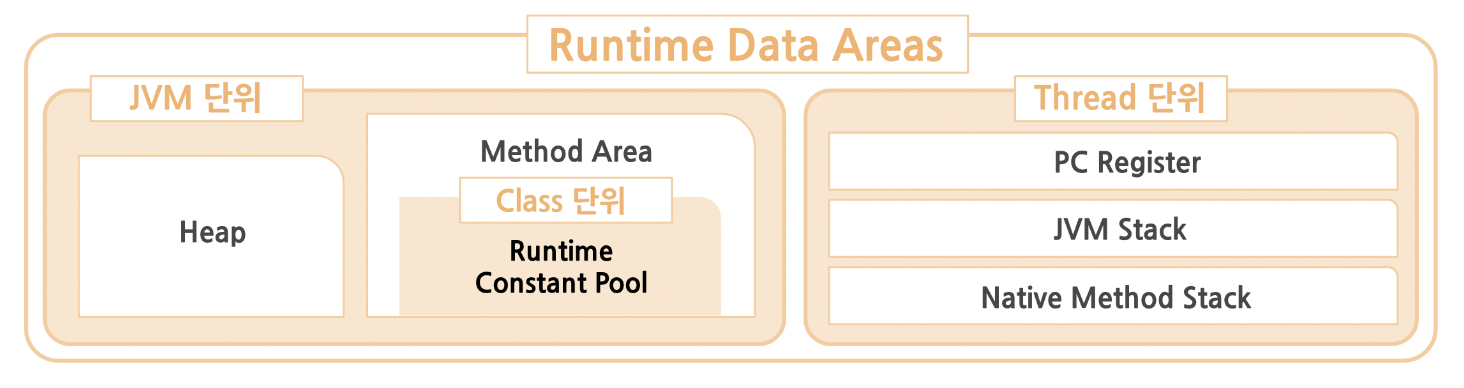 Runtime Data Areas
JVM 단위
Heap
Method Area
Class 단위
Runtime
Constant Pool
Thread 단위
PC Register
JVM Stack
Native Method Stack